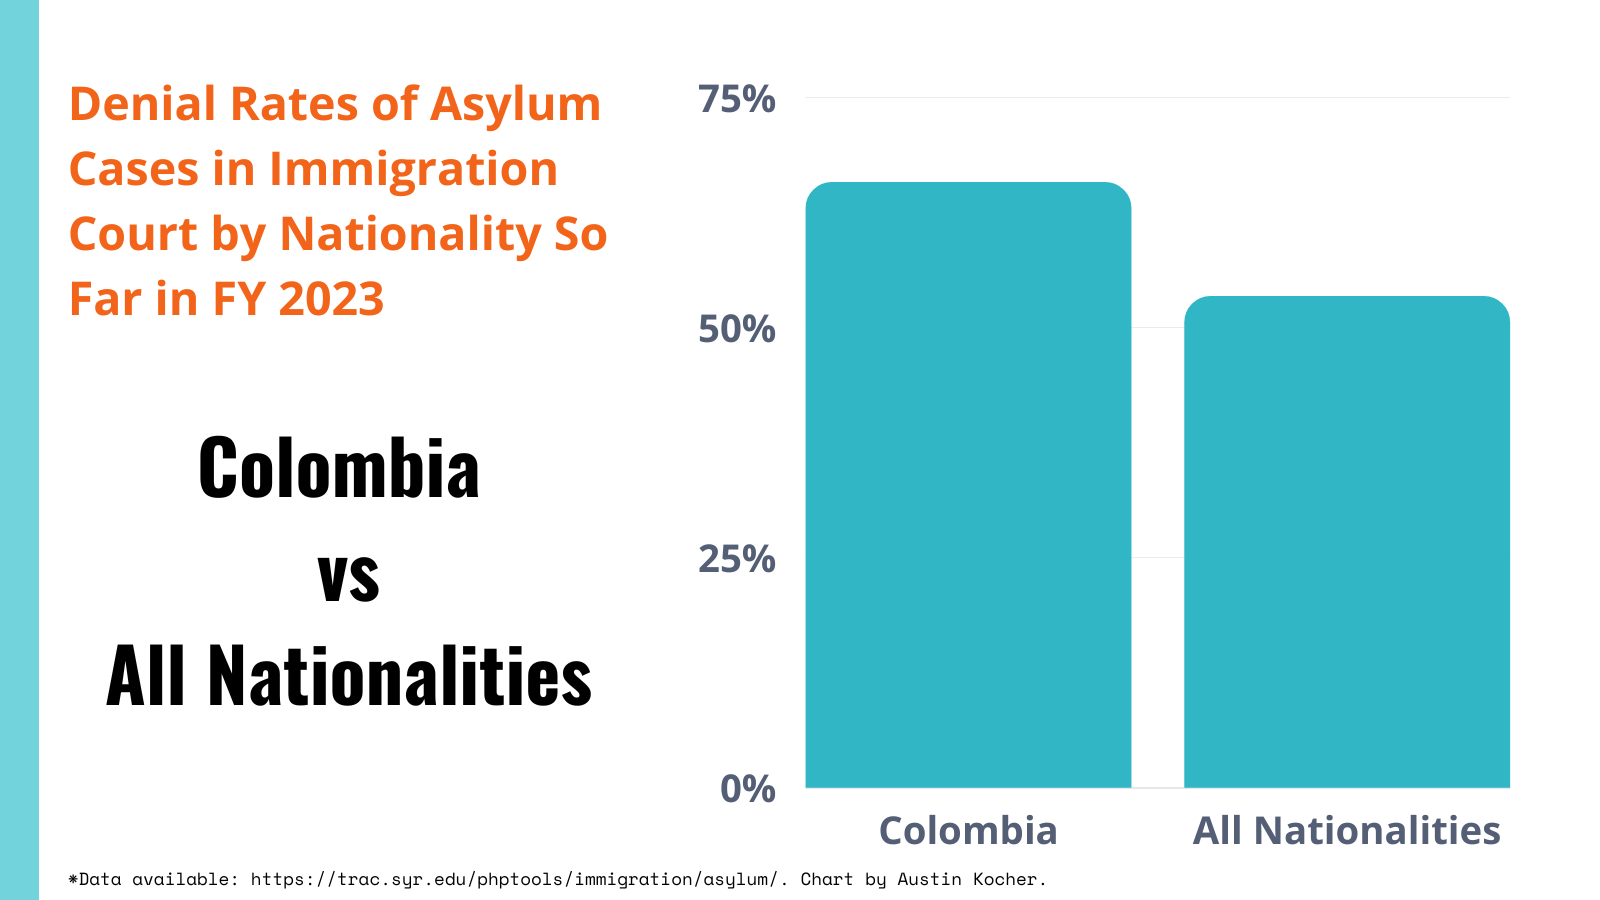 Denial Rates of Asylum
Cases in Immigration
Court by Nationality So
Far in FY 2023
Colombia
vs
All Nationalities
75%
50%
25%
0%
Colombia
All Nationalities
*Data available: https://trac.syr.edu/phptools/immigration/asylum/. Chart by Austin Kocher.